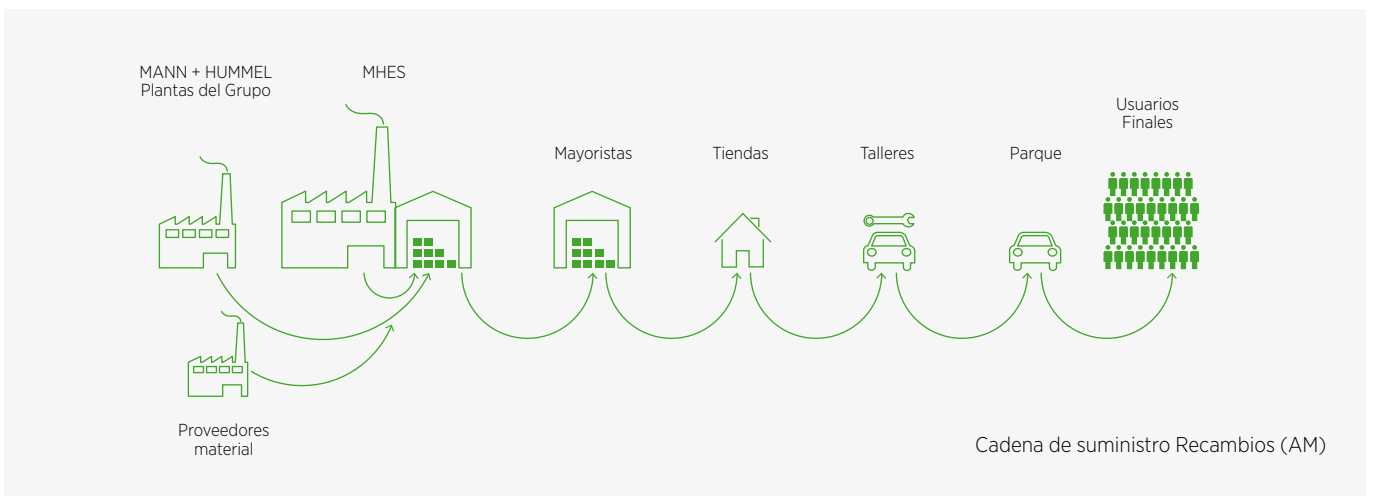 MANN + HUMMEL
Plantas del Grupo
MHES
Mayoristas
Tiendas
Talleres
Parque
Usuarios
Finales
Proveedores
material
Cadena de suministro Recambios (AM)